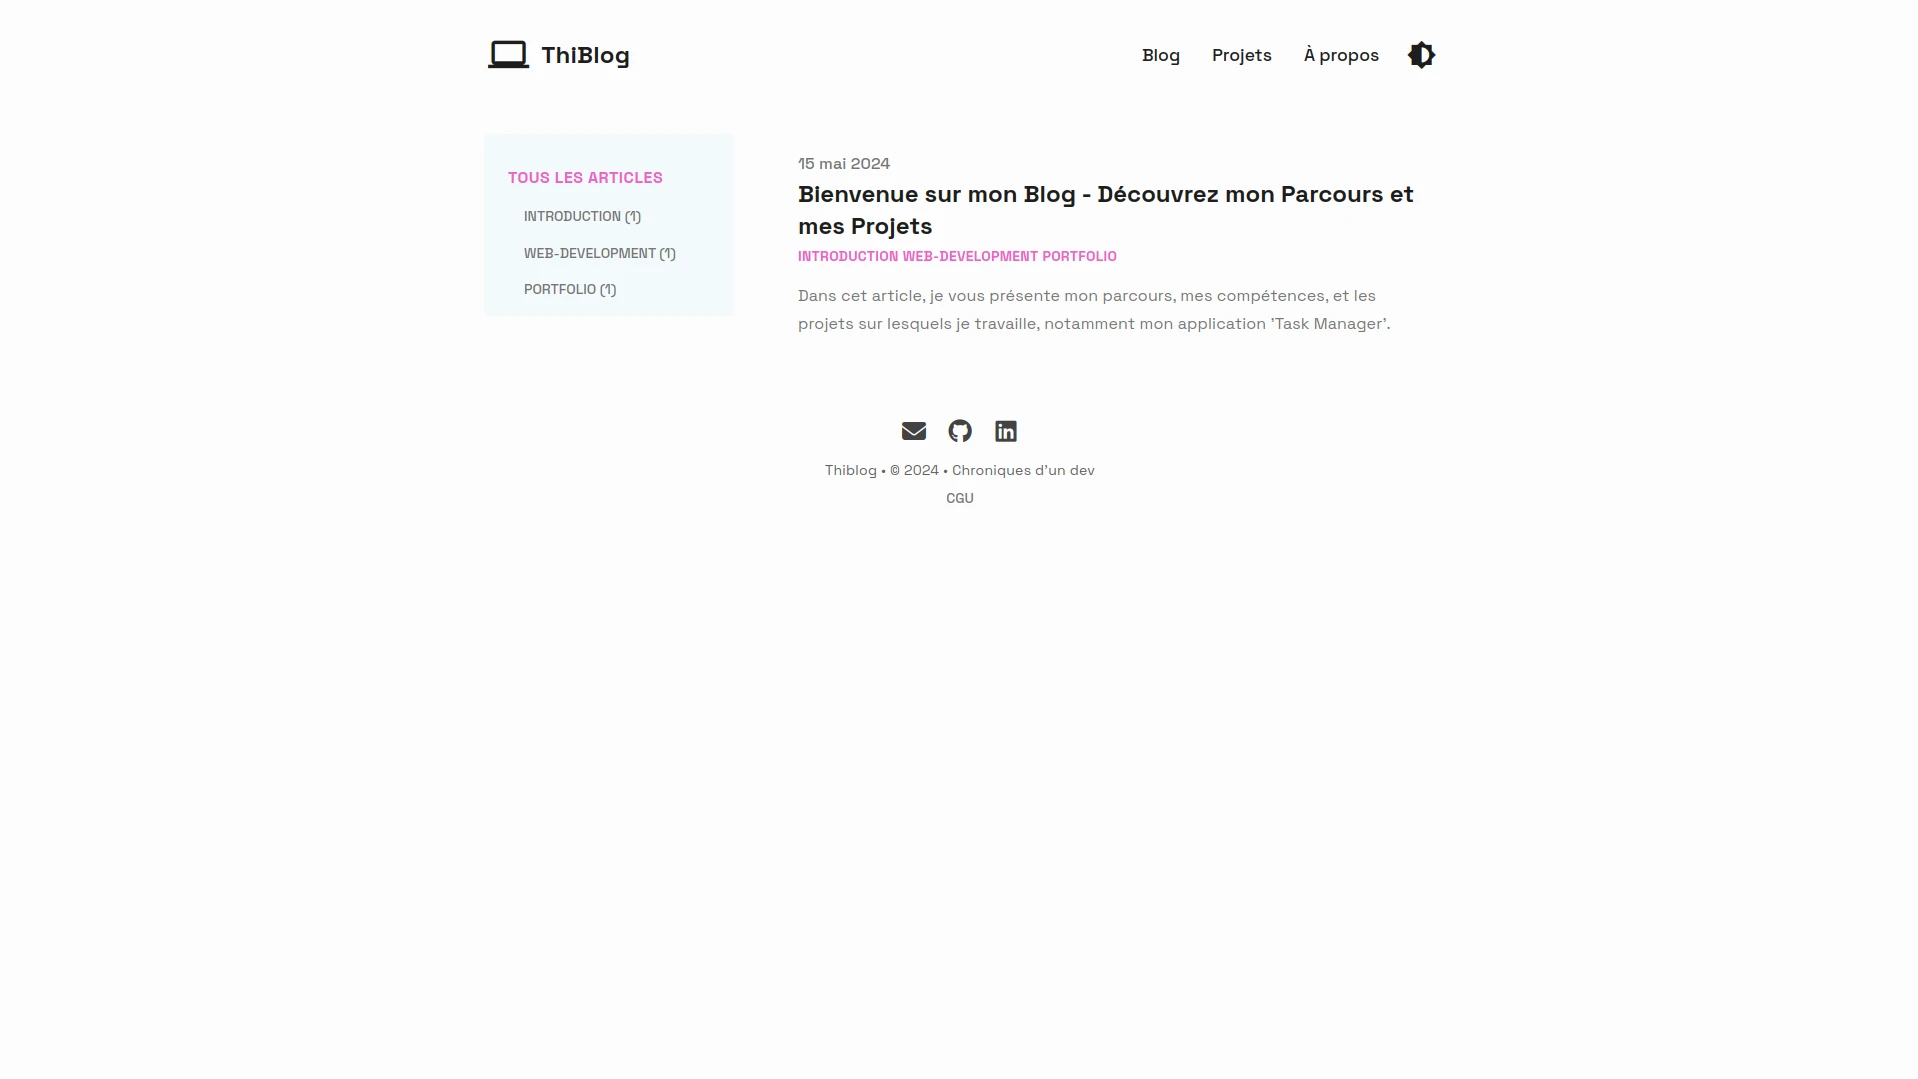 ThiBlog
Blog
Projets
À propos
TOUS LES ARTICLES
INTRODUCTION (1)
WEB-DEVELOPMENT (1)
PORTFOLIO (1)
15 mai 2024
Bienvenue sur mon Blog - Découvrez mon Parcours et
mes Projets
INTRODUCTION WEB-DEVELOPMENT PORTFOLIO
Dans cet article, je vous présente mon parcours, mes compétences, et les
projets sur lesquels je travaille, notamment mon application 'Task Manager'.
Thiblog • © 2024 • Chroniques d'un dev
CGU